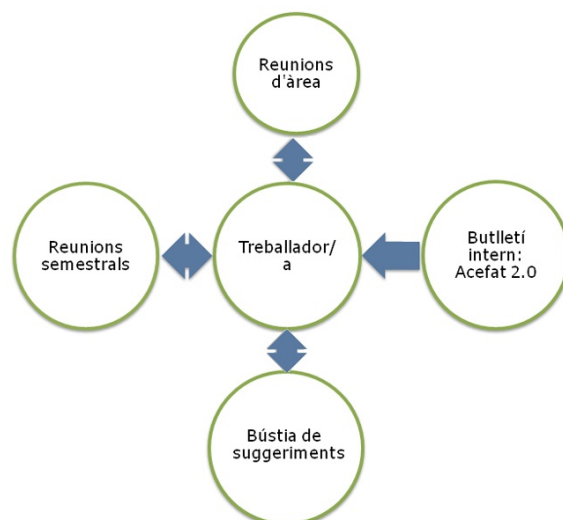 Reunions
d'àrea
Reunions
semestrals
Treballador/
a
Butlletí
intern:
Acefat 2.0
Bústia de
suggeriments